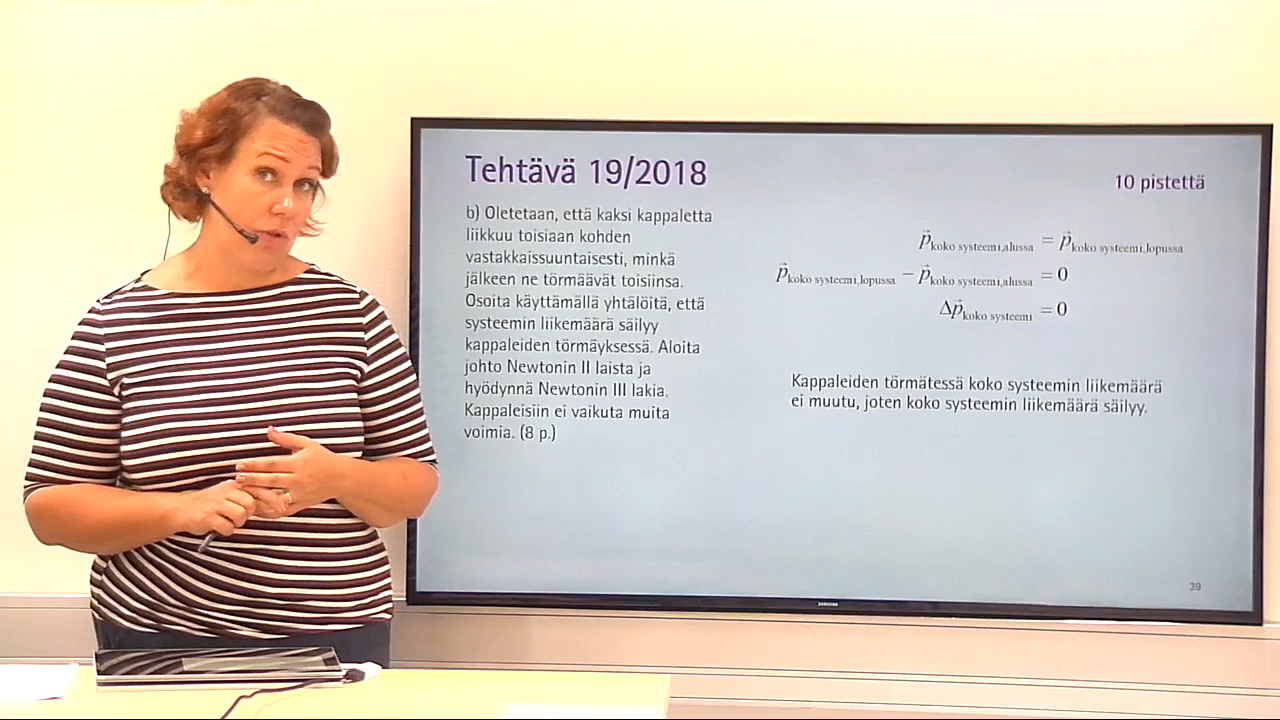 Tehtävä 19/2018
10 pistettä
b) Oletetaan, että kaksi kappaletta
liikkuu toisiaan kohden
vastakkaissuuntaisesti, minkä
jälkeen ne törmäävät toisiinsa.
Osoita käyttämällä yhtälöitä, että
systeemin liikemäärä säilyy
kappaleiden törmäyksessä. Aloita
johto Newtonin II laista ja
hyödynnä Newtonin III lakia.
Kappaleisiin ei vaikuta muita
voimia. (8 p.)
p⃗ koko systeemi,alussa = p⃗ koko systeemi,lopussa
p⃗ koko systeemi,lopussa − p⃗ koko systeemi,alussa = 0
Δp⃗ koko systeemi = 0
Kappaleiden törmätessä koko systeemin liikemäärä
ei muutu, joten koko systeemin liikemäärä säilyy.
39
SAMSUNG